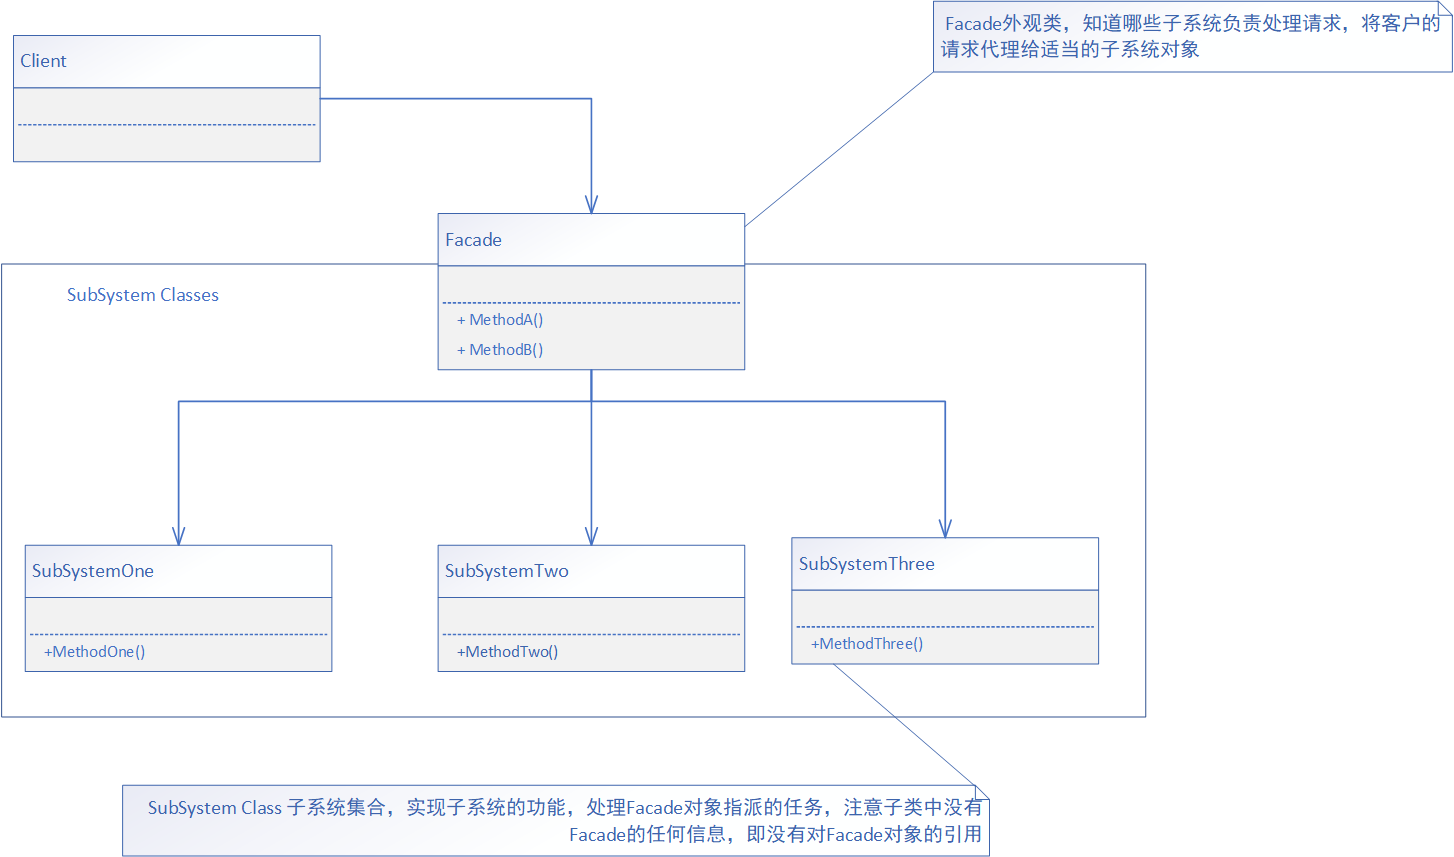 Facade外观类，知道哪些子系统负责处理请求，将客户的
请求代理给适当的子系统对象
Client
Facade
SubSystem Classes
+ MethodA()
+ MethodB()
SubSystemOne
+MethodOne()
SubSystemTwo
+MethodTwo()
SubSystemThree
+MethodThree()
SubSystem Class 子系统集合，实现子系统的功能，处理Facade对象指派的任务，注意子类中没有
Facade的任何信息，即没有对Facade对象的引用